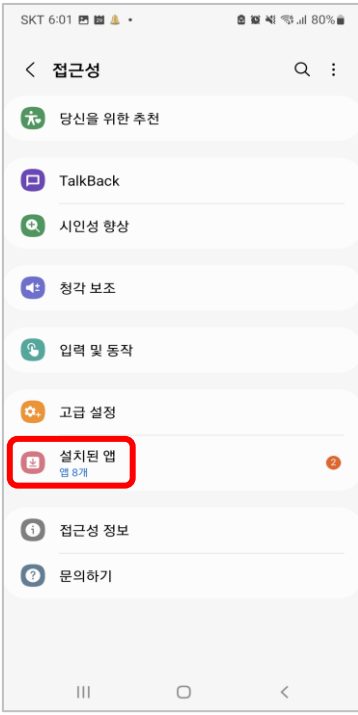 SKT 6:01
80%
접근성
당신을 위한 추천
TalkBack
시인성 향상
청각 보조
입력 및 동작
고급 설정
설치된 앱
앱 8개
2
접근성 정보
문의하기